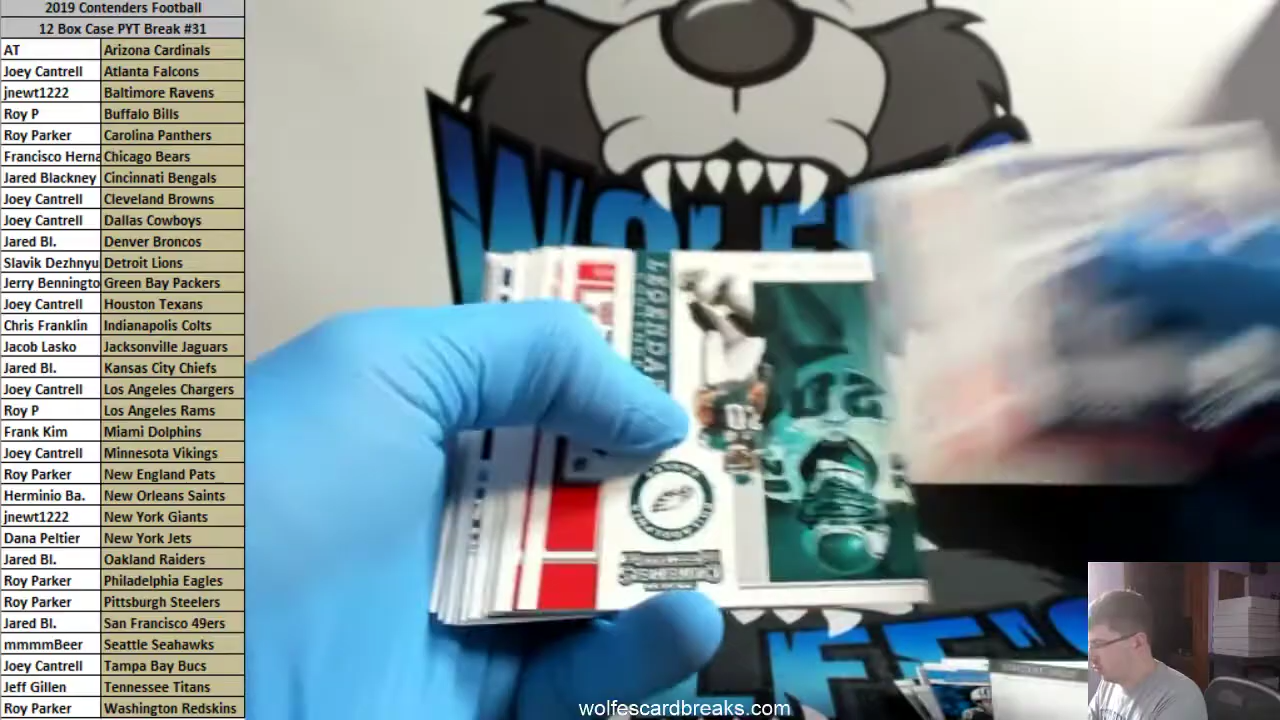 2019 Contenders Football
12 Box Case PYT Break #31
AT Arizona Cardinals
Joey Cantrell Atlanta Falcons
jnewt1222 Baltimore Ravens
Roy P Buffalo Bills
Roy Parker Carolina Panthers
Francisco Herna Chicago Bears
Jared Blackney Cincinnati Bengals
Joey Cantrell Cleveland Browns
Joey Cantrell Dallas Cowboys
Jared Bl. Denver Broncos
Slavik Dezhnyu Detroit Lions
Jerry Benningto Green Bay Packers
Joey Cantrell Houston Texans
Chris Franklin Indianapolis Colts
Jacob Lasko Jacksonville Jaguars
Jared Bl. Kansas City Chiefs
Joey Cantrell Los Angeles Chargers
Roy P Los Angeles Rams
Frank Kim Miami Dolphins
Joey Cantrell Minnesota Vikings
Roy Parker New England Pats
Herminio Ba. New Orleans Saints
jnewt1222 New York Giants
Dana Peltier New York Jets
Jared Bl. Oakland Raiders
Roy Parker Philadelphia Eagles
Roy Parker Pittsburgh Steelers
Jared Bl. San Francisco 49ers
mmmmBeer Seattle Seahawks
Joey Cantrell Tampa Bay Bucs
Jeff Gillen Tennessee Titans
Roy Parker Washington Redskins
wolfescardbreaks.com